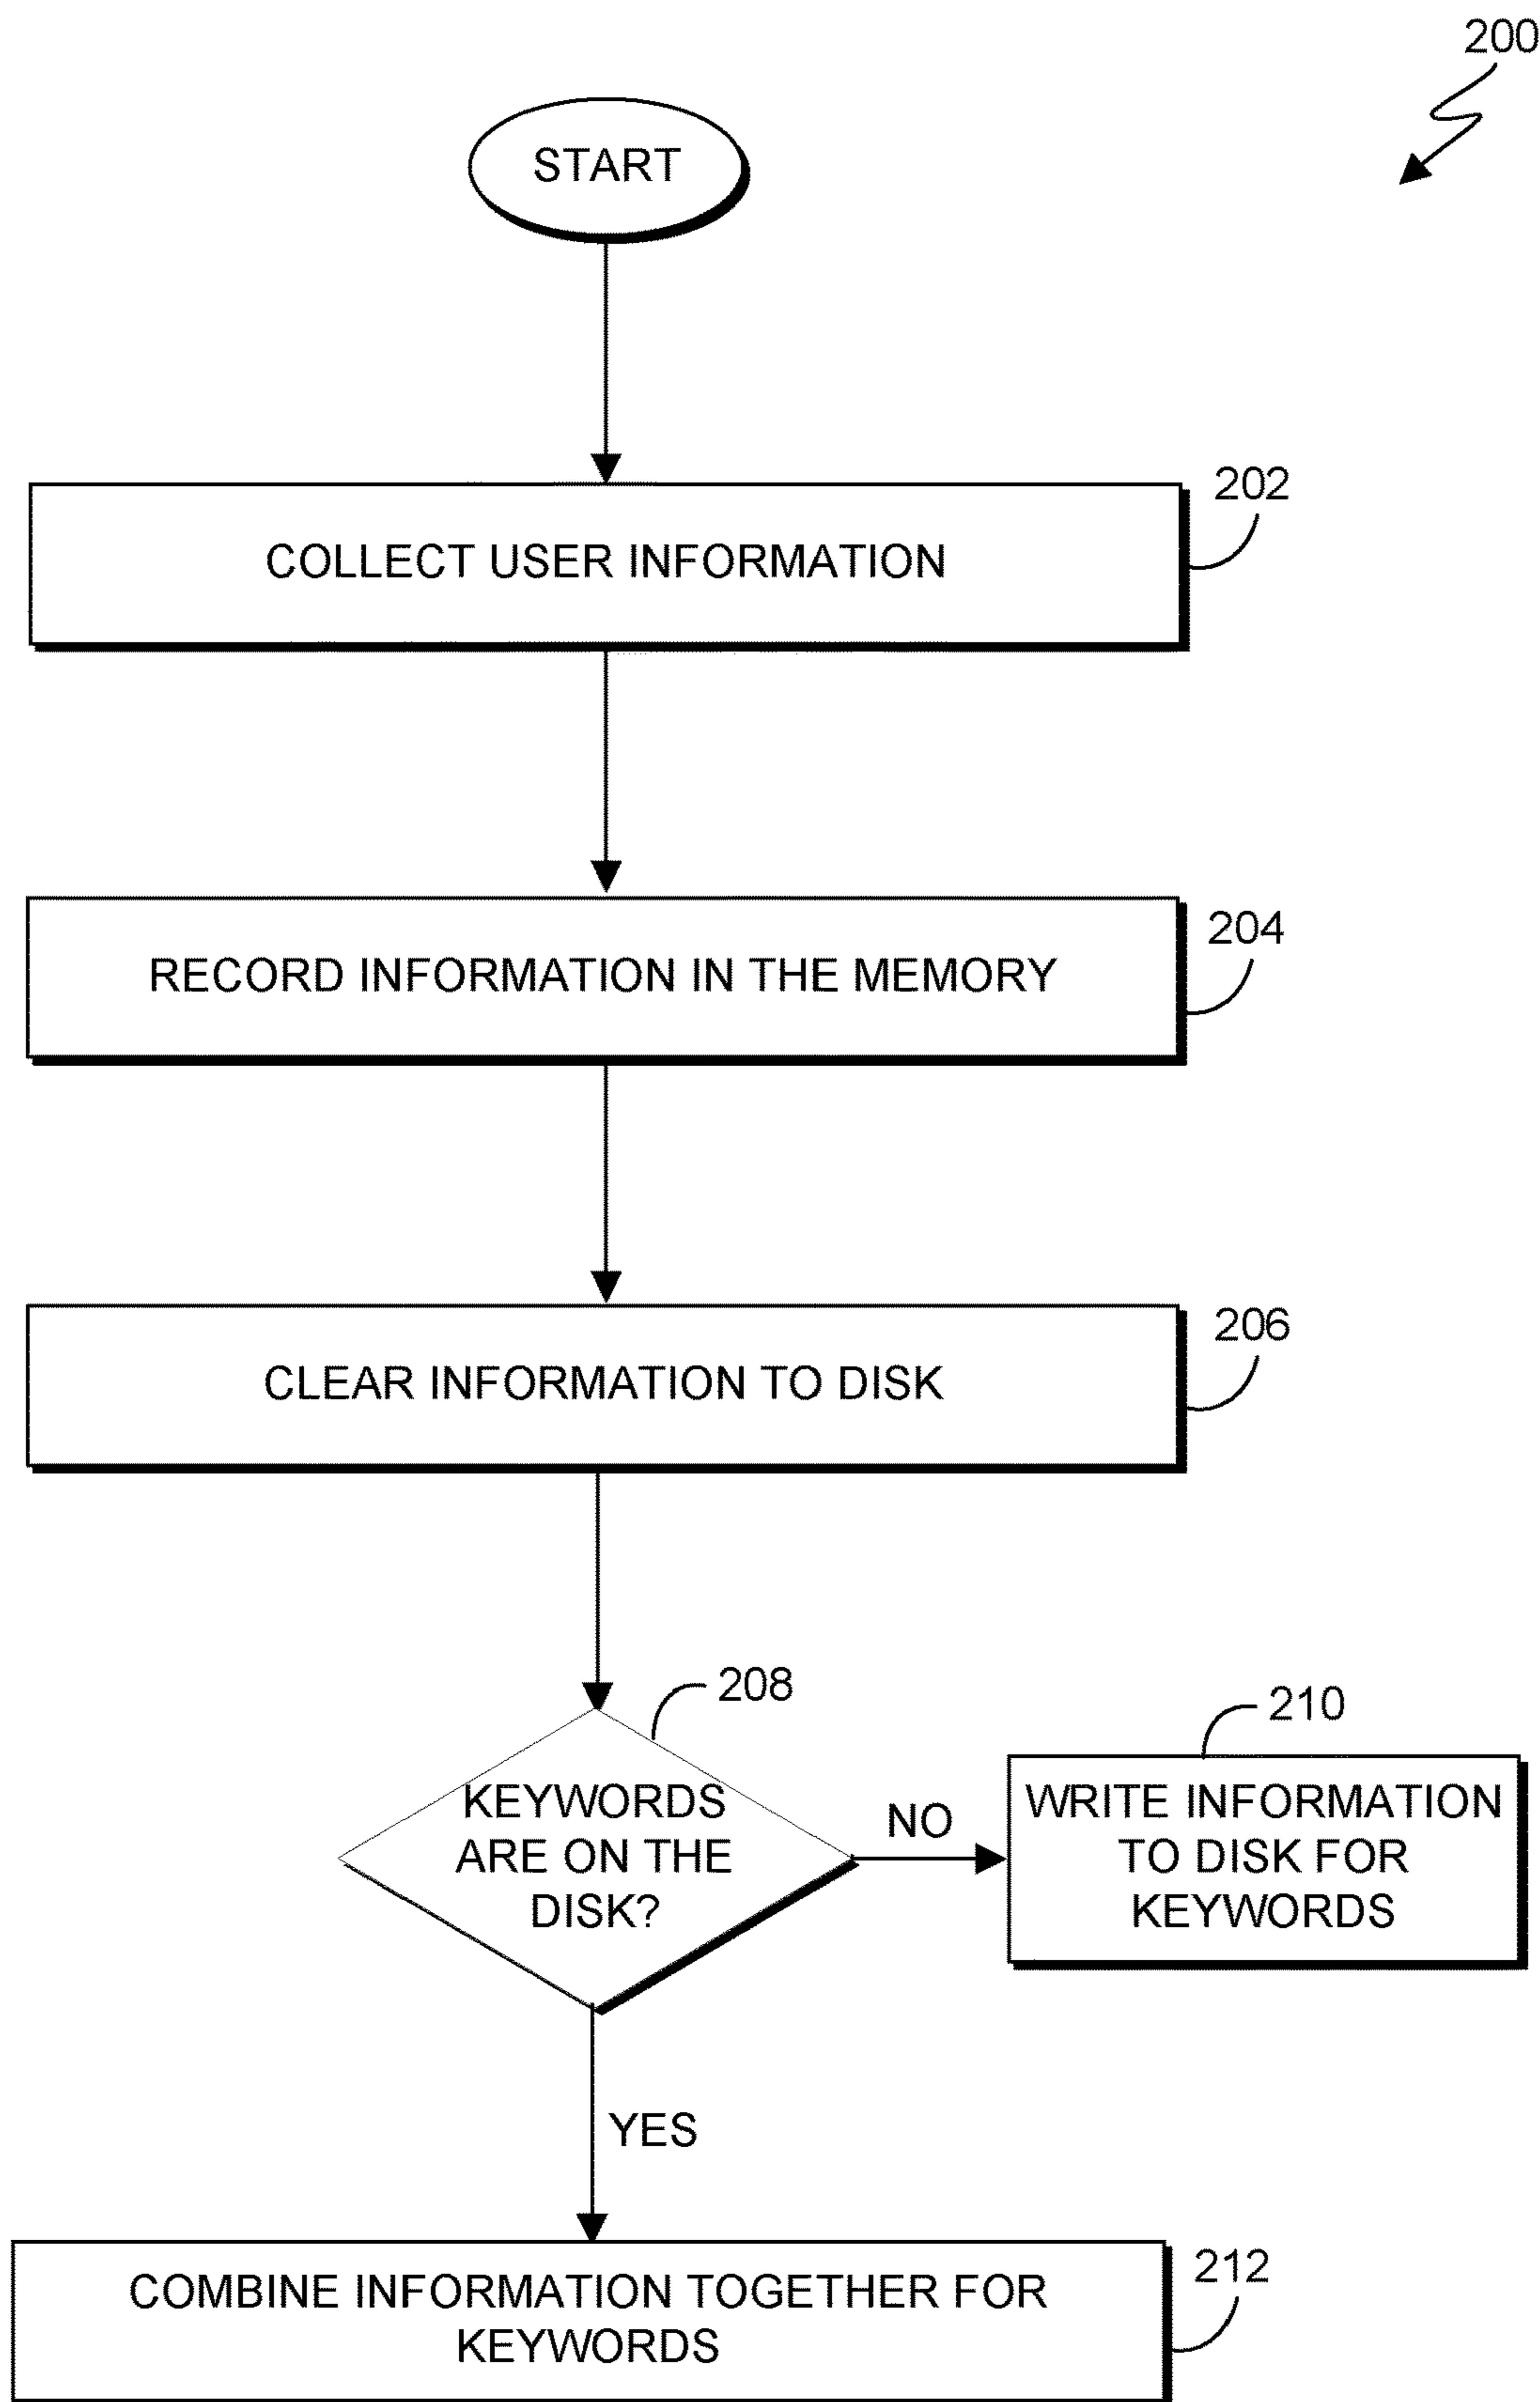 200
START
202
COLLECT USER INFORMATION
204
RECORD INFORMATION IN THE MEMORY
206
CLEAR INFORMATION TO DISK
208
KEYWORDS
ARE ON THE
DISK?
NO
210
WRITE INFORMATION
TO DISK FOR
KEYWORDS
YES
212
COMBINE INFORMATION TOGETHER FOR
KEYWORDS